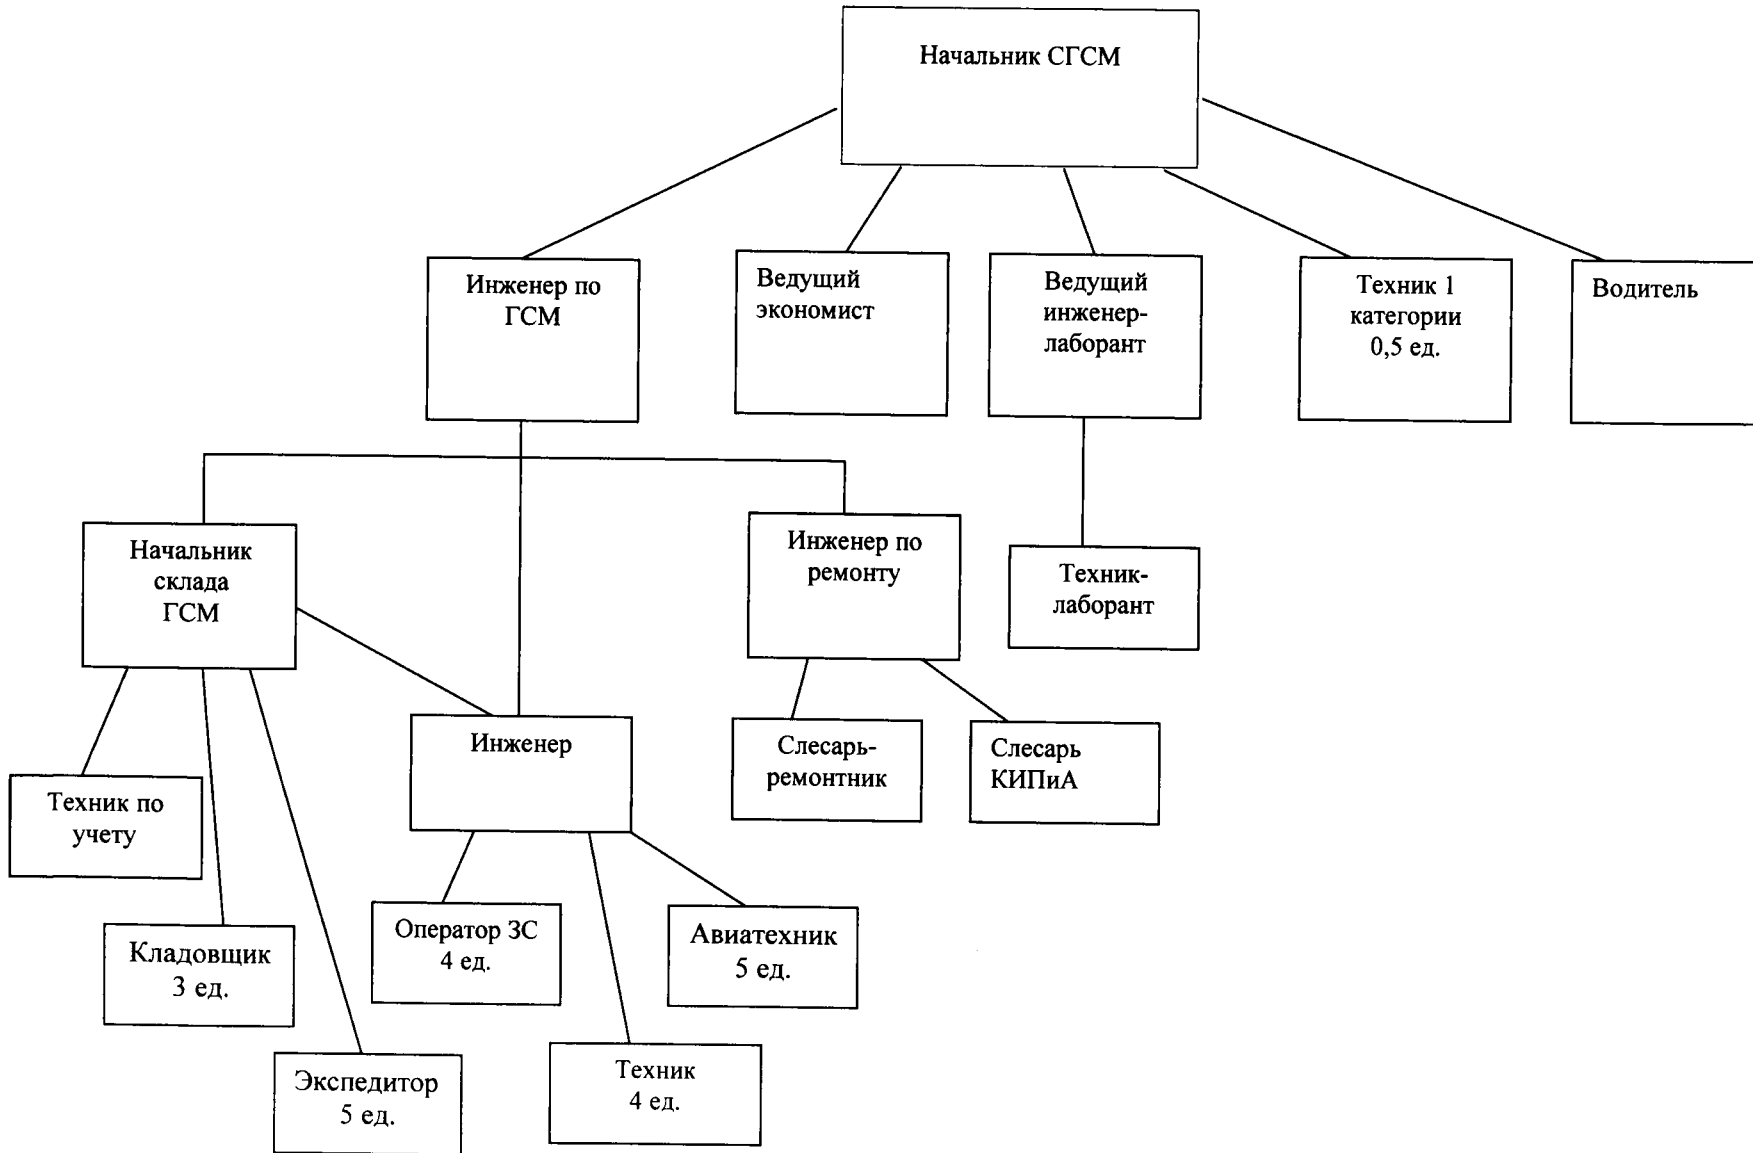 Начальник СГСМ
Инженер по
ГСМ
Ведущий
экономист
Ведущий
инженер-
лаборант
Техник 1
категории
0,5 ед.
Водитель
Начальник
склада
ГСМ
Инженер по
ремонту
Техник-
лаборант
Инженер
Слесарь-
ремонтник
Слесарь
КИПиА
Техник по
учету
Кладовщик
3 ед.
Оператор ЗС
4 ед.
Авиатехник
5 ед.
Экспедитор
5 ед.
Техник
4 ед.